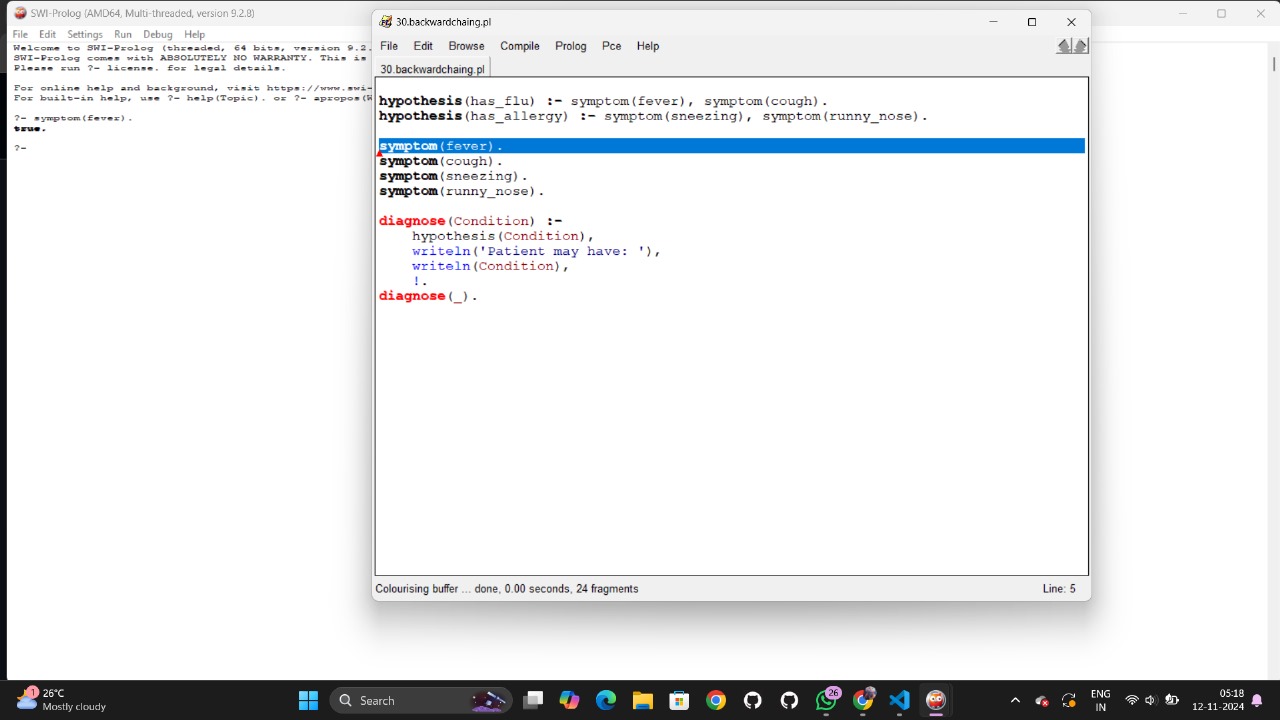 SWI-Prolog (AMD64, Multi-threaded, version 9.2.8)
File Edit Settings Run Debug Help
Welcome to SWI-Prolog (threaded, 64 bits, version 9.2.
SWI-Prolog comes with ABSOLUTELY NO WARRANTY. This is
Please run ?- license. for legal details.
For online help and background, visit https://www.swi-
For built-in help, use ?- help(Topic). or ?- apropos(W
?- symptom(fever).
true.
?-
30.backwardchaing.pl
File Edit Browse Compile Prolog Pce Help
30.backwardchaing.pl
hypothesis(has_flu) :- symptom(fever), symptom(cough).
hypothesis(has_allergy) :- symptom(sneezing), symptom(runny_nose).
symptom(fever).
symptom(cough).
symptom(sneezing).
symptom(runny_nose).
diagnose(Condition) :-
hypothesis(Condition),
writeln('Patient may have: '),
writeln(Condition),
!.
diagnose(_).
Colourising buffer ... done, 0.00 seconds, 24 fragments
Line: 5
1
26°C
Mostly cloudy
Search
26
ENG
IN
05:18
12-11-2024